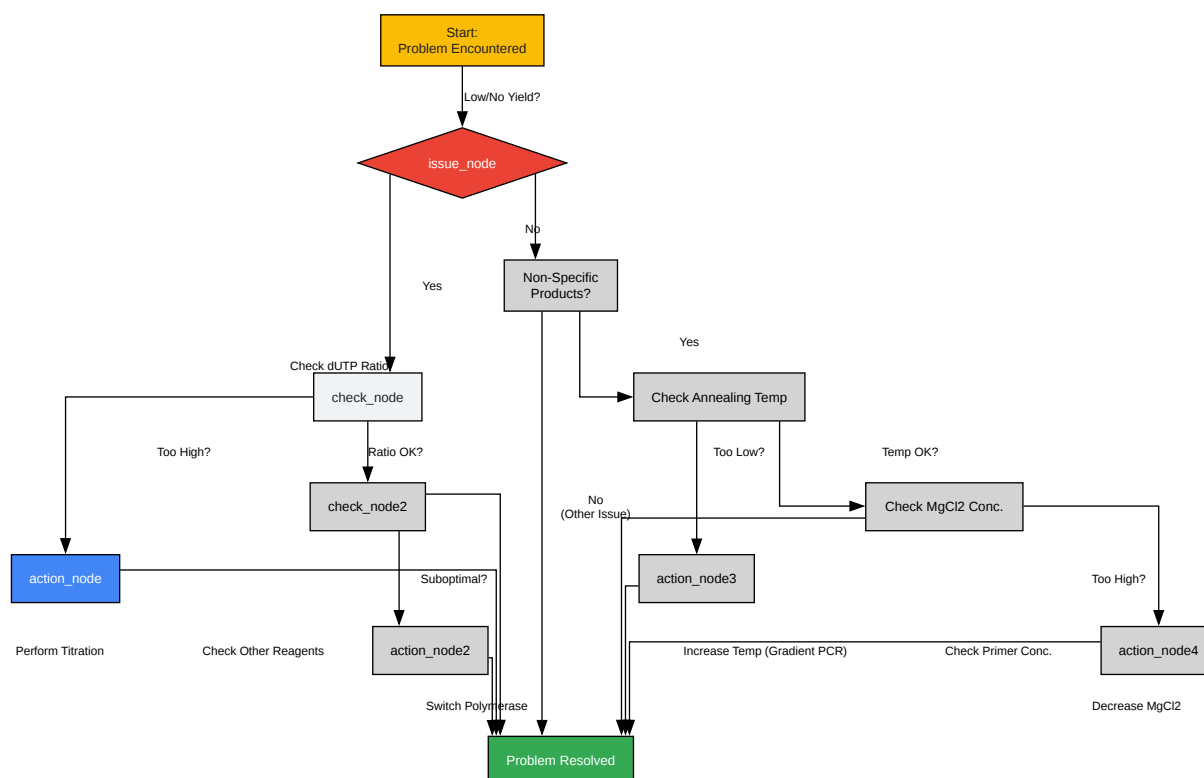 Start:
Problem Encountered
Low/No Yield?
issue_node
No
Non-Specific
Products?
Yes
Yes
Check dUTP Ratio
check_node
Check Annealing Temp
Too High?
Ratio OK?
Too Low?
Temp OK?
check_node2
No
(Other Issue)
Check MgCl2 Conc.
action_node
Suboptimal?
action_node3
Too High?
Perform Titration
Check Other Reagents
action_node2
Increase Temp (Gradient PCR)
Check Primer Conc.
action_node4
Switch Polymerase
Decrease MgCl2
Problem Resolved